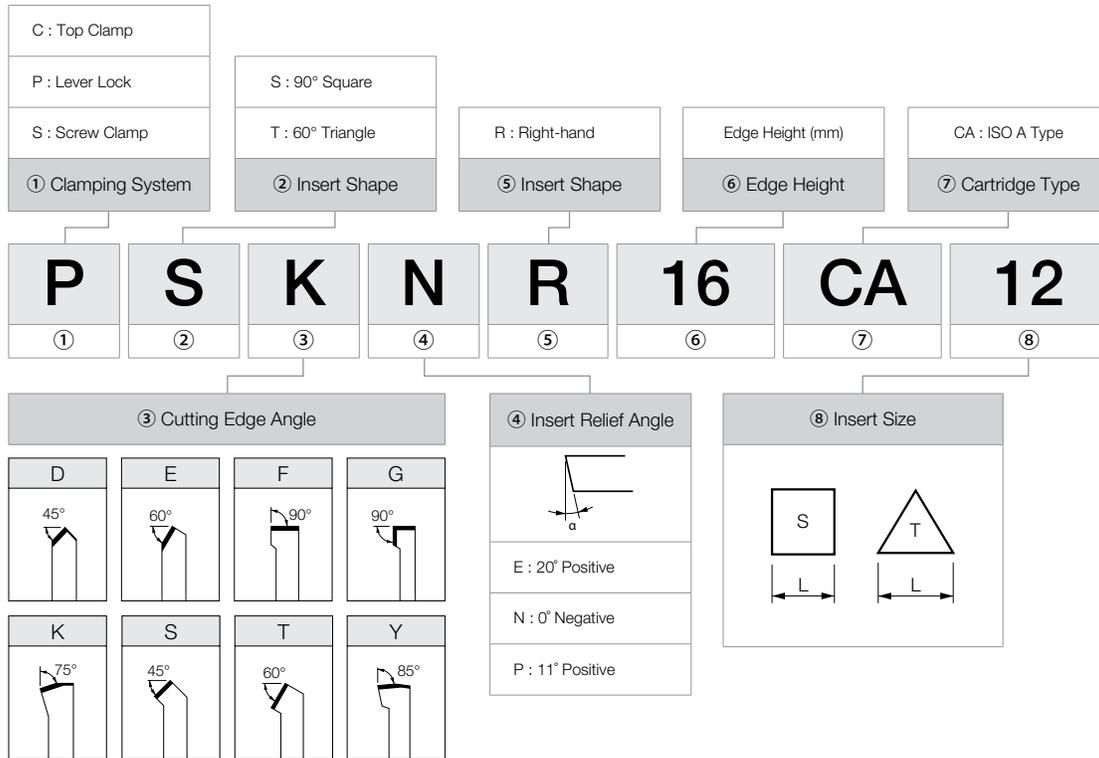 C : Top Clamp
P : Lever Lock
S : 90° Square
S : Screw Clamp
T : 60° Triangle
R : Right-hand
Edge Height (mm)
CA : ISO A Type
① Clamping System
② Insert Shape
⑤ Insert Shape
⑥ Edge Height
⑦ Cartridge Type
P S K N R 16 CA 12
① ② ③ ④ ⑤ ⑥ ⑦ ⑧
③ Cutting Edge Angle
D E F G
45° 60° 90° 90°
K S T Y
75° 45° 60° 85°
④ Insert Relief Angle
α
E : 20° Positive
N : 0° Negative
P : 11° Positive
⑧ Insert Size
S T
L L